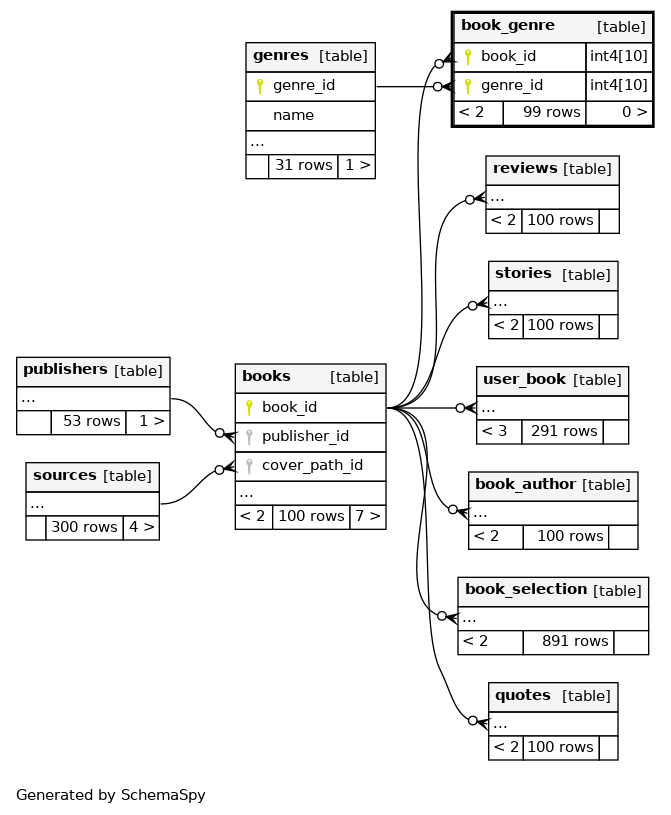 book_genre [table]
book_id int4[10]
genre_id int4[10]
< 2 99 rows 0 >
genres [table]
genre_id
name
...
31 rows 1 >
reviews [table]
...
< 2 100 rows
stories [table]
...
< 2 100 rows
publishers [table]
...
53 rows 1 >
books [table]
book_id
publisher_id
cover_path_id
...
< 2 100 rows 7 >
user_book [table]
...
< 3 291 rows
sources [table]
...
300 rows 4 >
book_author [table]
...
< 2 100 rows
book_selection [table]
...
< 2 891 rows
quotes [table]
...
< 2 100 rows
Generated by SchemaSpy